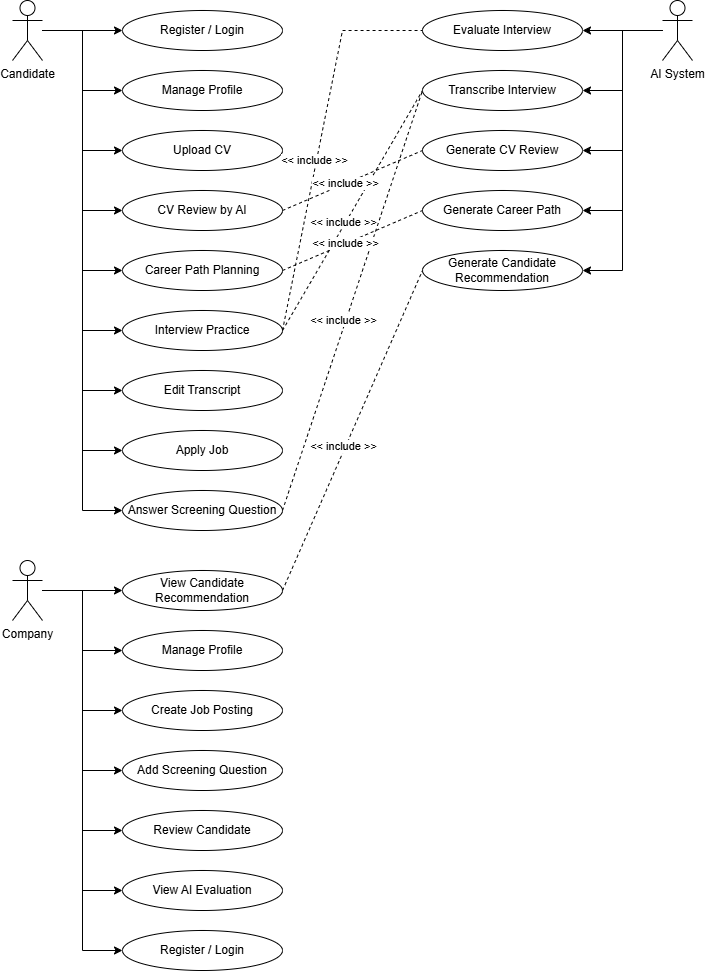 Register / Login
Evaluate Interview
Candidate
AI System
Manage Profile
Transcribe Interview
Upload CV
Generate CV Review
<< include >>
<< include >>
CV Review by AI
Generate Career Path
<< include >>
<< include >>
Career Path Planning
Generate Candidate
Recommendation
Interview Practice
<< include >>
Edit Transcript
Apply Job
<< include >>
Answer Screening Question
View Candidate
Recommendation
Company
Manage Profile
Create Job Posting
Add Screening Question
Review Candidate
View AI Evaluation
Register / Login